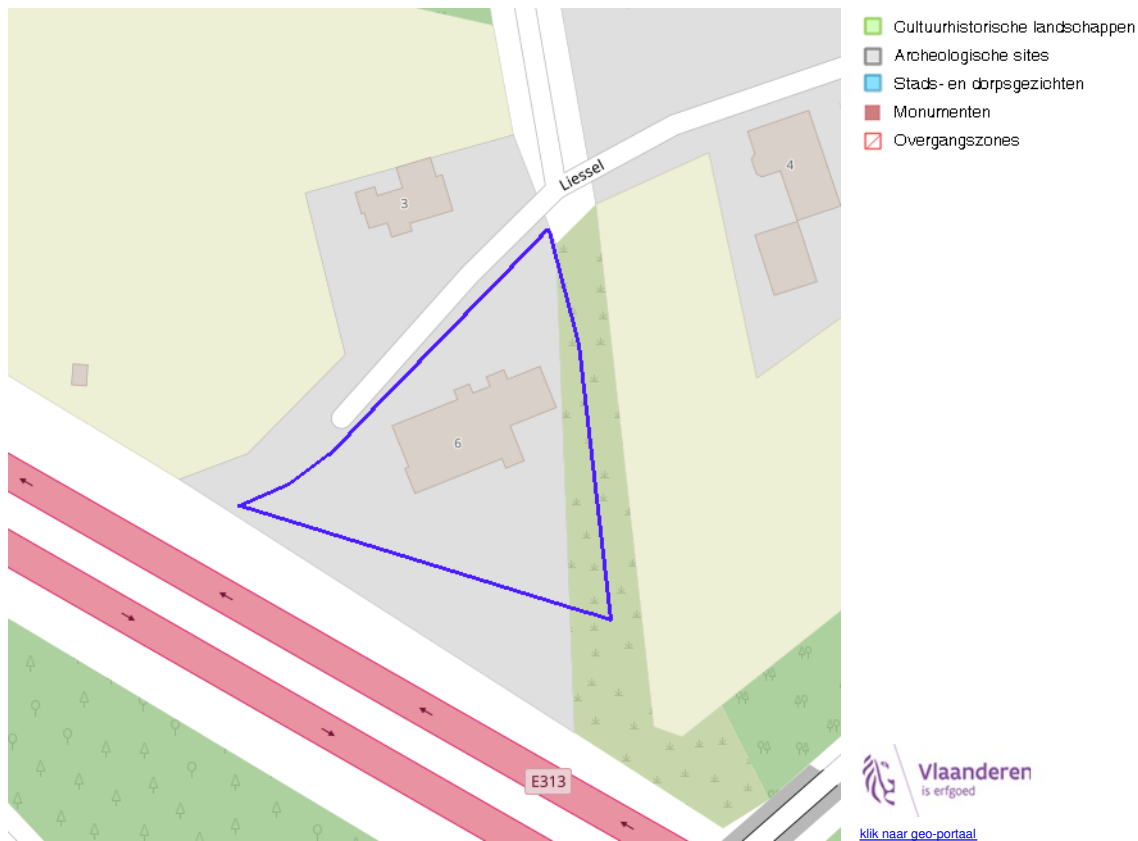 Cultuurhistorische landschappen
Archeologische sites
Stads- en dorpsgezichten
Monumenten
Overgangszones
Liessel
4
3
6
E313
Vlaanderen
is erfgoed
klik naar geo-portaal